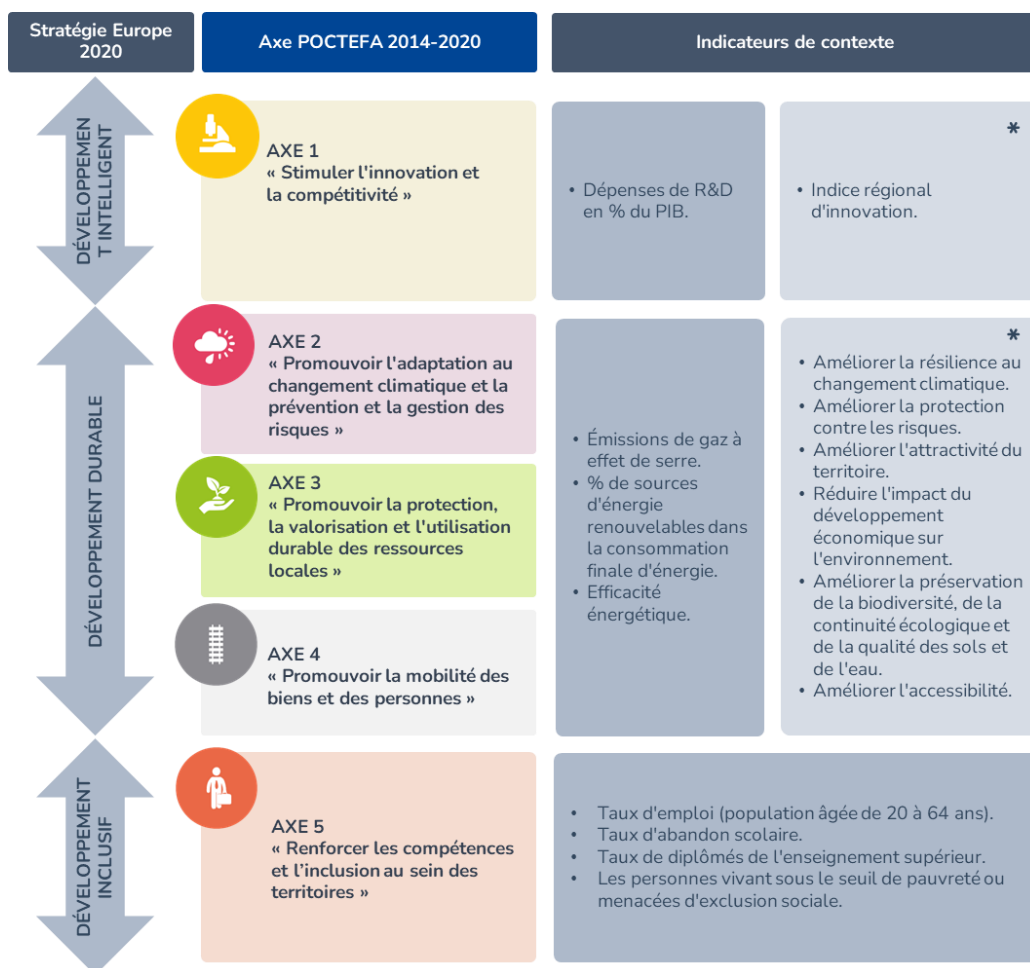 Stratégie Europe
2020
Axe POCTEFA 2014-2020
Indicateurs de contexte
DÉVELOPPEMEN
T INTELLIGENT
AXE 1
« Stimuler l'innovation et
la compétitivité »
• Dépenses de R&D
en % du PIB.
*
• Indice régional
d'innovation.
DÉVELOPPEMENT DURABLE
AXE 2
« Promouvoir l'adaptation au
changement climatique et la
prévention et la gestion des
risques »
AXE 3
« Promouvoir la protection,
la valorisation et l'utilisation
durable des ressources
locales »
AXE 4
« Promouvoir la mobilité des
biens et des personnes »
• Émissions de gaz à
effet de serre.
• % de sources
d'énergie
renouvelables dans
la consommation
finale d'énergie.
• Efficacité
énergétique.
*
• Améliorer la résilience au
changement climatique.
• Améliorer la protection
contre les risques.
• Améliorer l'attractivité du
territoire.
• Réduire l'impact du
développement
économique sur
l'environnement.
• Améliorer la préservation
de la biodiversité, de la
continuité écologique et
de la qualité des sols et
de l'eau.
• Améliorer l'accessibilité.
DÉVELOPPEMENT
INCLUSIF
AXE 5
« Renforcer les compétences
et l’inclusion au sein des
territoires »
• Taux d'emploi (population âgée de 20 à 64 ans).
• Taux d'abandon scolaire.
• Taux de diplômés de l'enseignement supérieur.
• Les personnes vivant sous le seuil de pauvreté ou
menacées d'exclusion sociale.